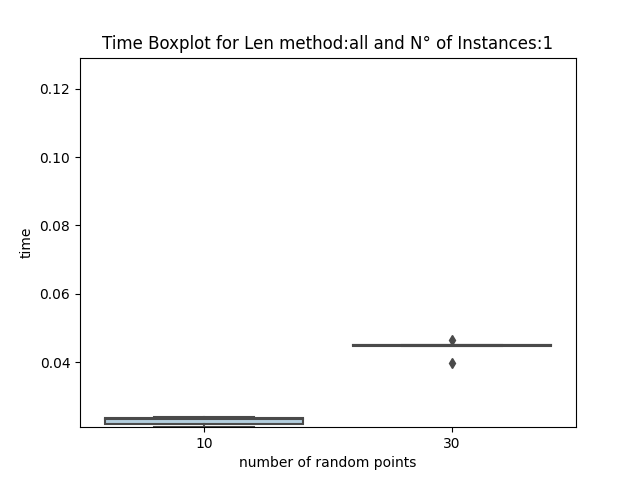 Time Boxplot for Len method:all and N° of Instances:1
0.12
0.10
0.08
0.06
0.04
time
10
30
number of random points